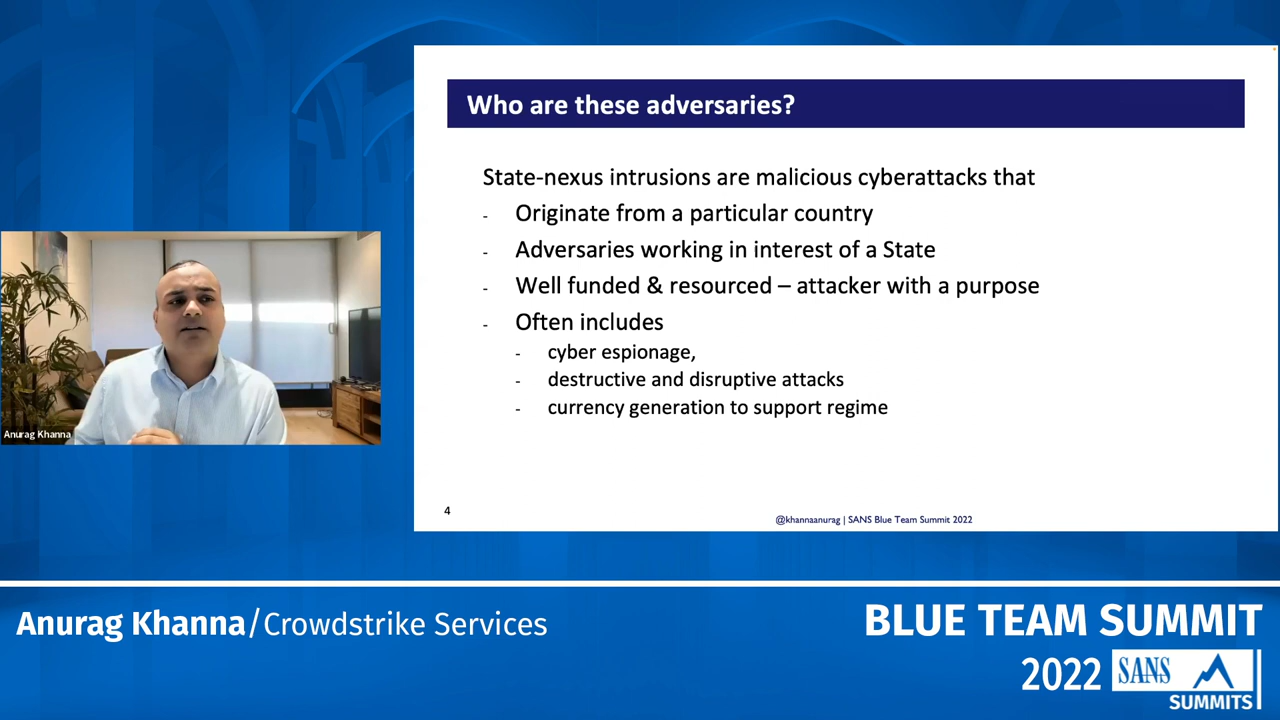 Who are these adversaries?
State-nexus intrusions are malicious cyberattacks that
- Originate from a particular country
- Adversaries working in interest of a State
- Well funded & resourced – attacker with a purpose
- Often includes
- cyber espionage,
- destructive and disruptive attacks
- currency generation to support regime
4
@khannaanurag | SANS Blue Team Summit 2022
Anurag Khanna
Anurag Khanna/Crowdstrike Services
BLUE TEAM SUMMIT
2022 SANS
SUMMITS